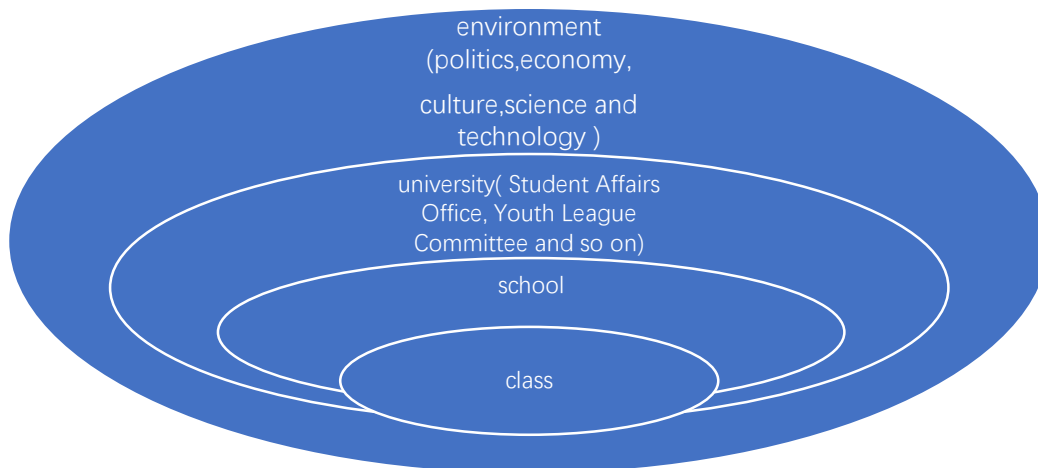 environment
(politics,economy,
culture,science and
technology )
university( Student Affairs
Office, Youth League
Committee and so on)
school
class